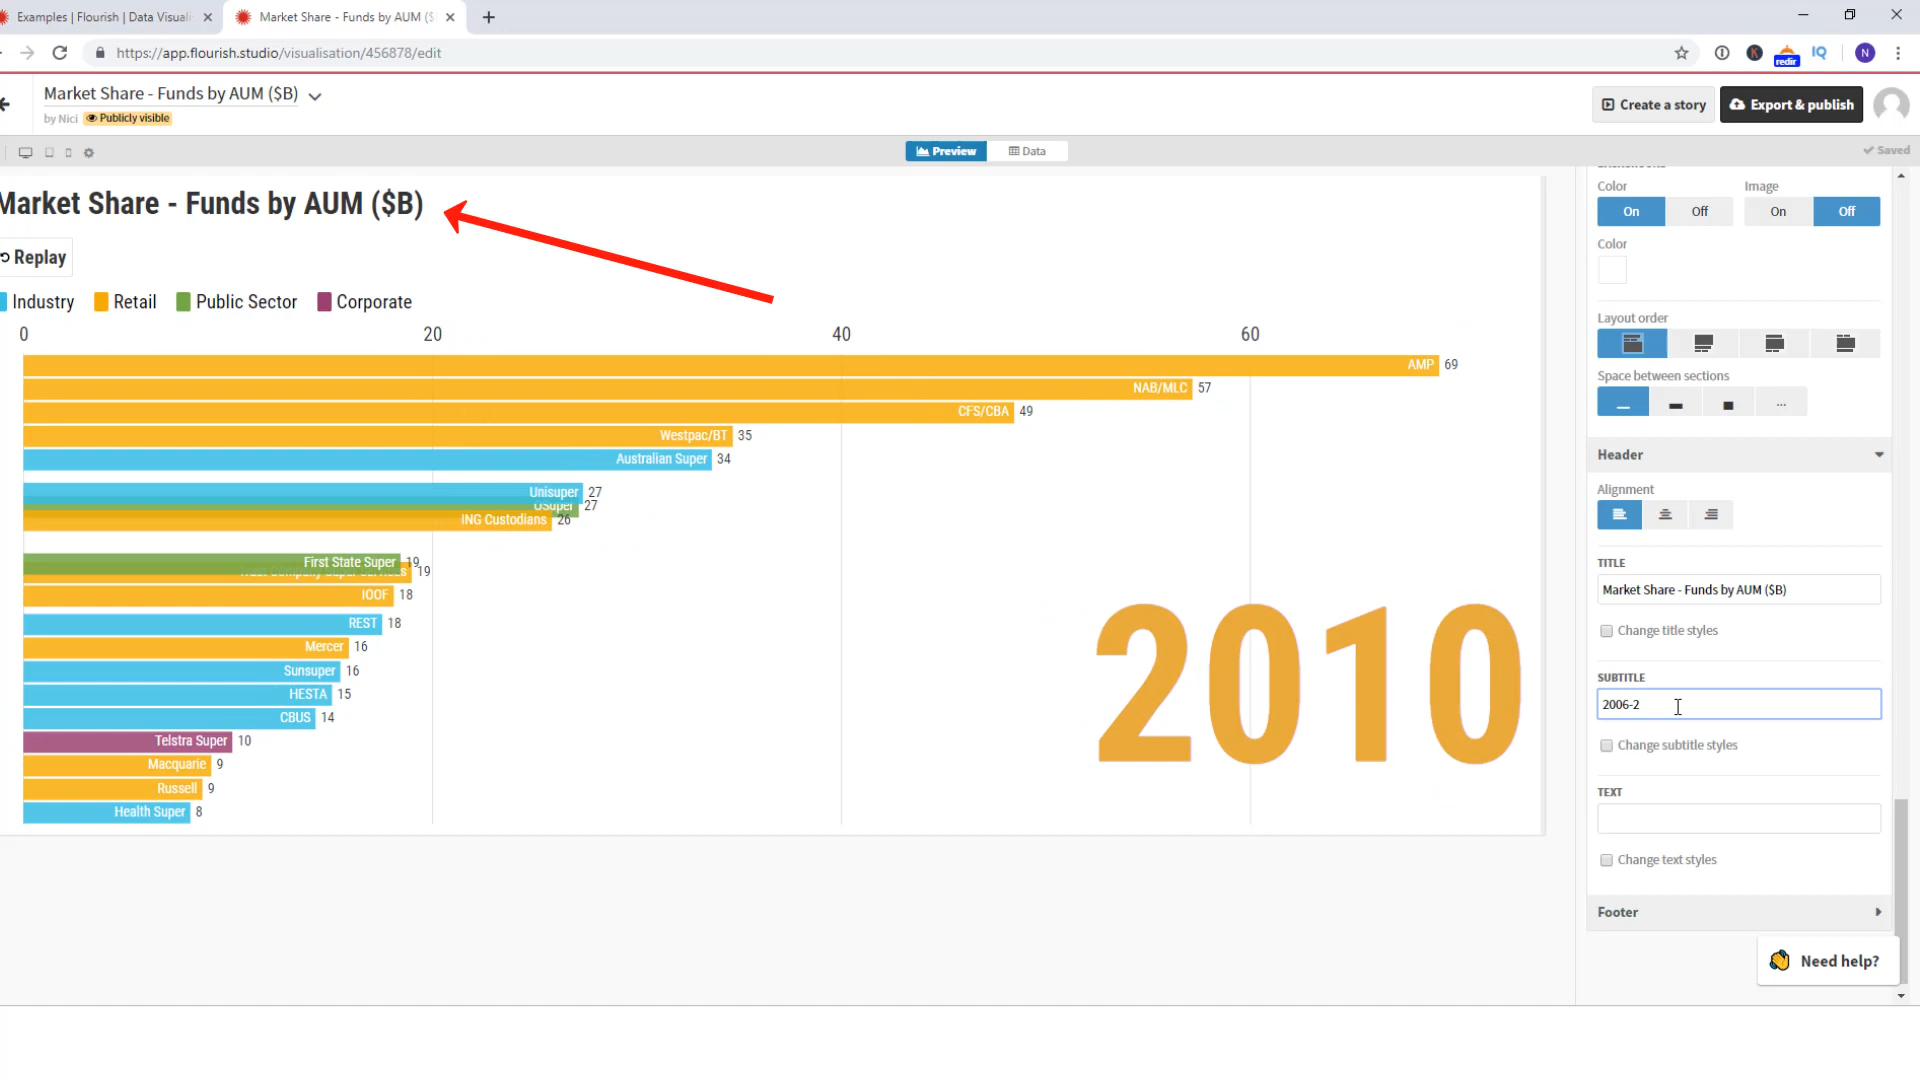 Examples | Flourish | Data Visuali
Market Share - Funds by AUM ($
https://app.flourish.studio/visualisation/456878/edit
redir
IQ
N
K
Market Share - Funds by AUM ($B)
by Nici
Publicly visible
Create a story
Export & publish
Preview
Data
Saved
Market Share - Funds by AUM ($B)
Replay
Industry
Retail
Public Sector
Corporate
0
20
40
60
AMP 69
NAB/MLC 57
CFS/CBA 49
Westpac/BT 35
Australian Super 34
Unisuper 27
QSuper 27
ING Custodians 26
First State Super 19
19
IOOF 18
REST 18
Mercer 16
Sunsuper 16
HESTA 15
CBUS 14
Telstra Super 10
Macquarie 9
Russell 9
Health Super 8
2010
Color
Image
On
Off
On
Off
Color
Layout order
Space between sections
...
Header
Alignment
TITLE
Market Share - Funds by AUM ($B)
Change title styles
SUBTITLE
2006-2
Change subtitle styles
TEXT
Change text styles
Footer
Need help?